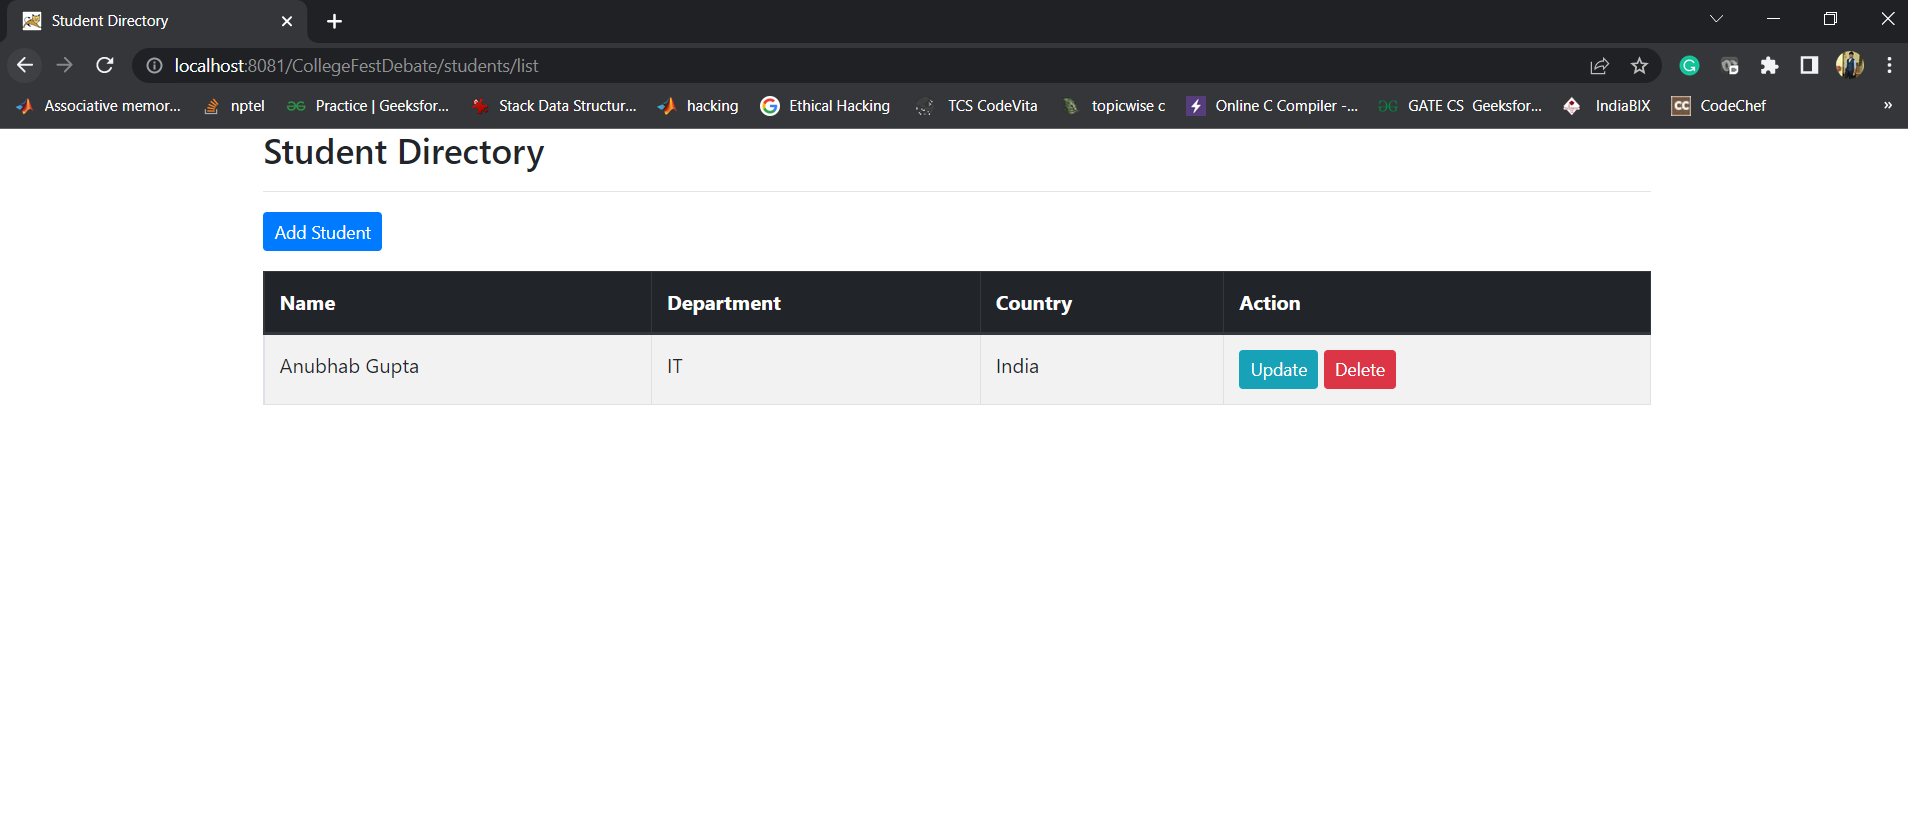 Student Directory
localhost:8081/CollegeFestDebate/students/list
Associative memor... nptel Practice | Geeksfor... Stack Data Structur... hacking Ethical Hacking TCS CodeVita topicwise c Online C Compiler -... GATE CS Geeksfor... IndiaBIX CC CodeChef »
Student Directory
Add Student
Name Department Country Action
Anubhab Gupta IT India Update Delete